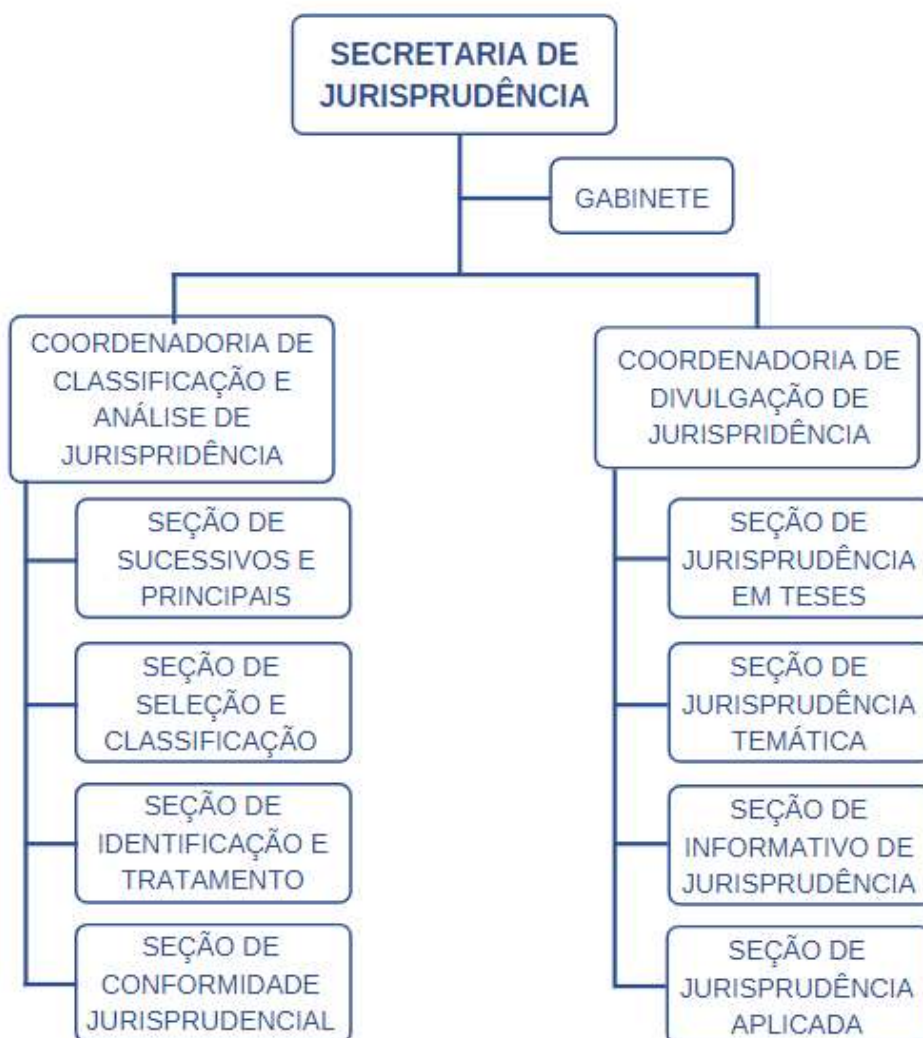 SECRETARIA DE
JURISPRUDÊNCIA
GABINETE
COORDENADORIA DE
CLASSIFICAÇÃO E
ANÁLISE DE
JURISPRIDÊNCIA
SEÇÃO DE
SUCESSIVOS E
PRINCIPAIS
SEÇÃO DE
SELEÇÃO E
CLASSIFICAÇÃO
SEÇÃO DE
IDENTIFICAÇÃO E
TRATAMENTO
SEÇÃO DE
CONFORMIDADE
JURISPRUDENCIAL
COORDENADORIA DE
DIVULGAÇÃO DE
JURISPRIDÊNCIA
SEÇÃO DE
JURISPRUDÊNCIA
EM TESES
SEÇÃO DE
JURISPRUDÊNCIA
TEMÁTICA
SEÇÃO DE
INFORMATIVO DE
JURISPRUDÊNCIA
SEÇÃO DE
JURISPRUDÊNCIA
APLICADA